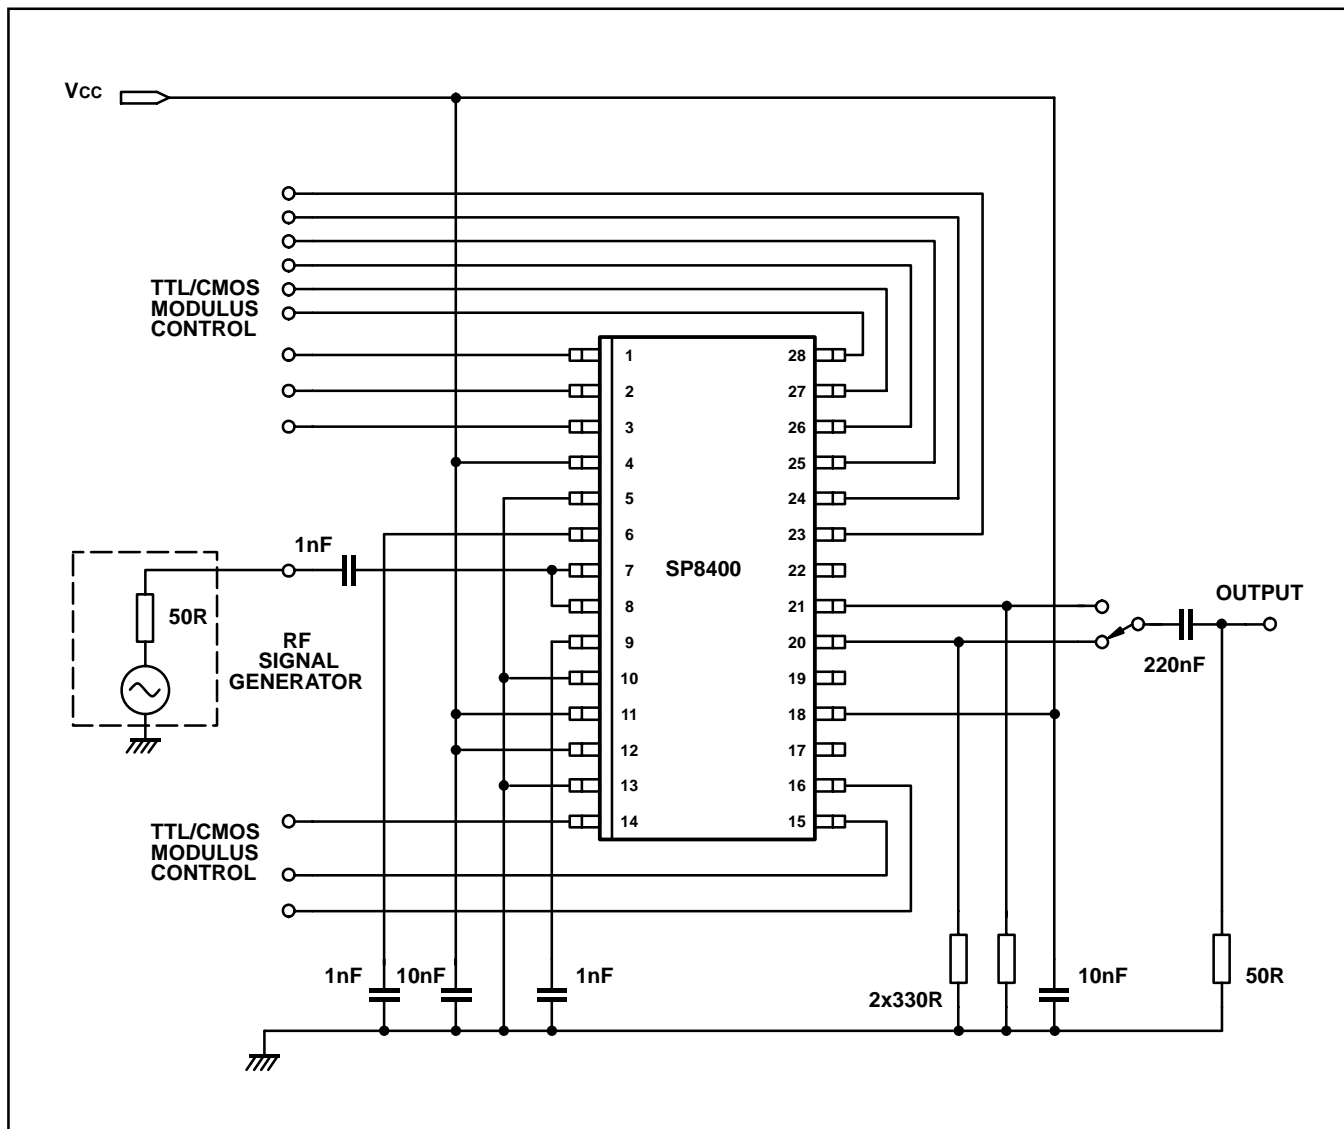 Vcc
TTL/CMOS
MODULUS
CONTROL
1
2
3
4
5
6
7
8
9
10
11
12
13
14
28
27
26
25
24
23
22
21
20
19
18
17
16
15
SP8400
1nF
50R
RF
SIGNAL
GENERATOR
OUTPUT
220nF
TTL/CMOS
MODULUS
CONTROL
1nF
10nF
1nF
2x330R
10nF
50R